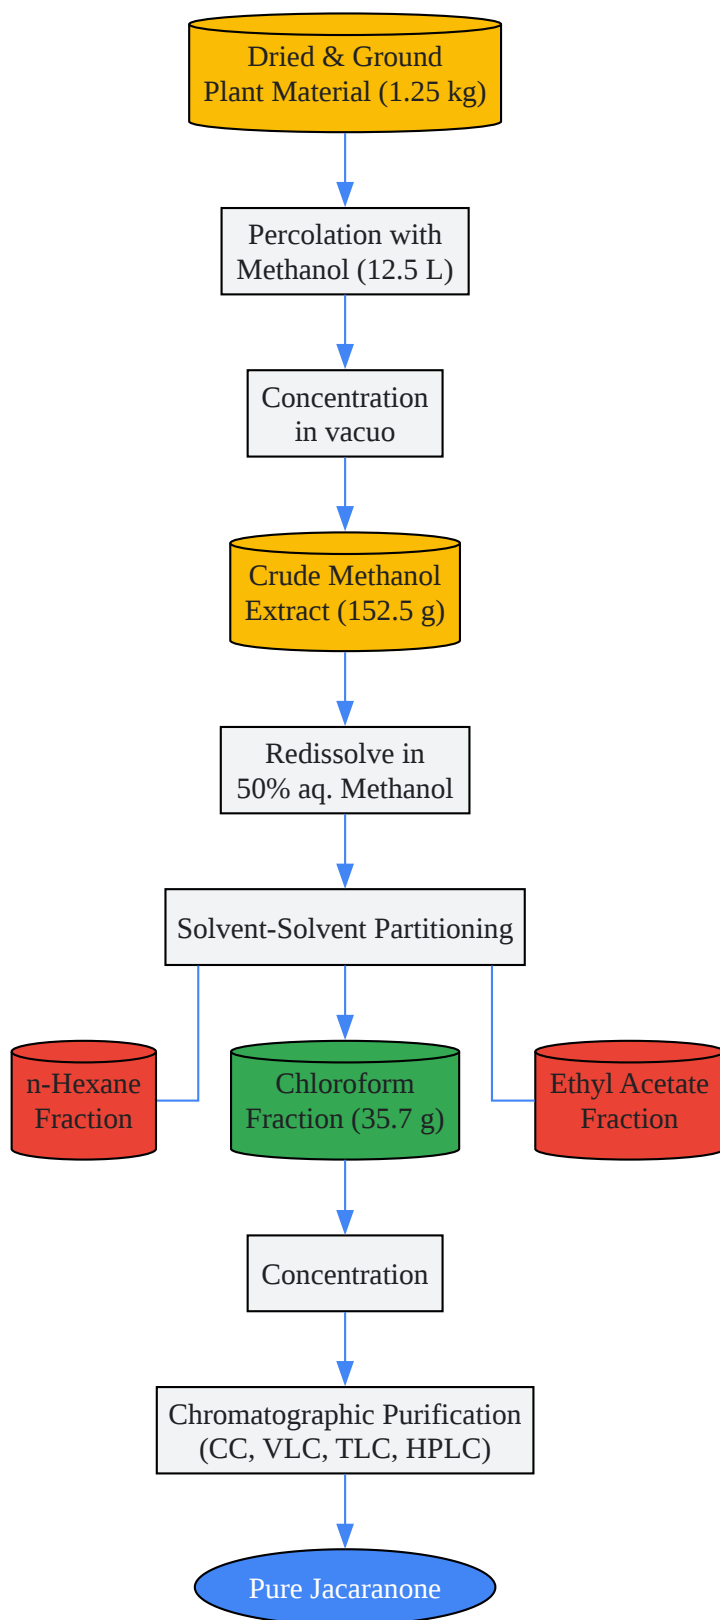 Dried & Ground
Plant Material (1.25 kg)
Percolation with
Methanol (12.5 L)
Concentration
in vacuo
Crude Methanol
Extract (152.5 g)
Redissolve in
50% aq. Methanol
Solvent-Solvent Partitioning
n-Hexane
Fraction
Chloroform
Fraction (35.7 g)
Ethyl Acetate
Fraction
Concentration
Chromatographic Purification
(CC, VLC, TLC, HPLC)
Pure Jacaranone